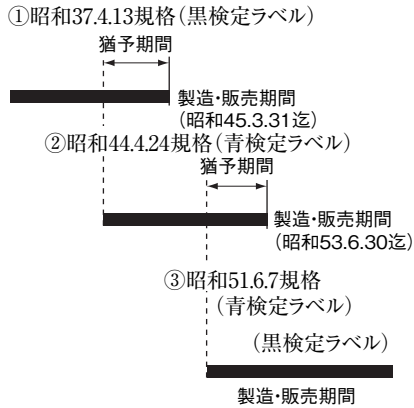 ①昭和37.4.13規格(黒検定ラベル)
猶予期間
製造・販売期間
(昭和45.3.31迄)
②昭和44.4.24規格(青検定ラベル)
猶予期間
製造・販売期間
(昭和53.6.30迄)
③昭和51.6.7規格
(青検定ラベル)
(黒検定ラベル)
製造・販売期間